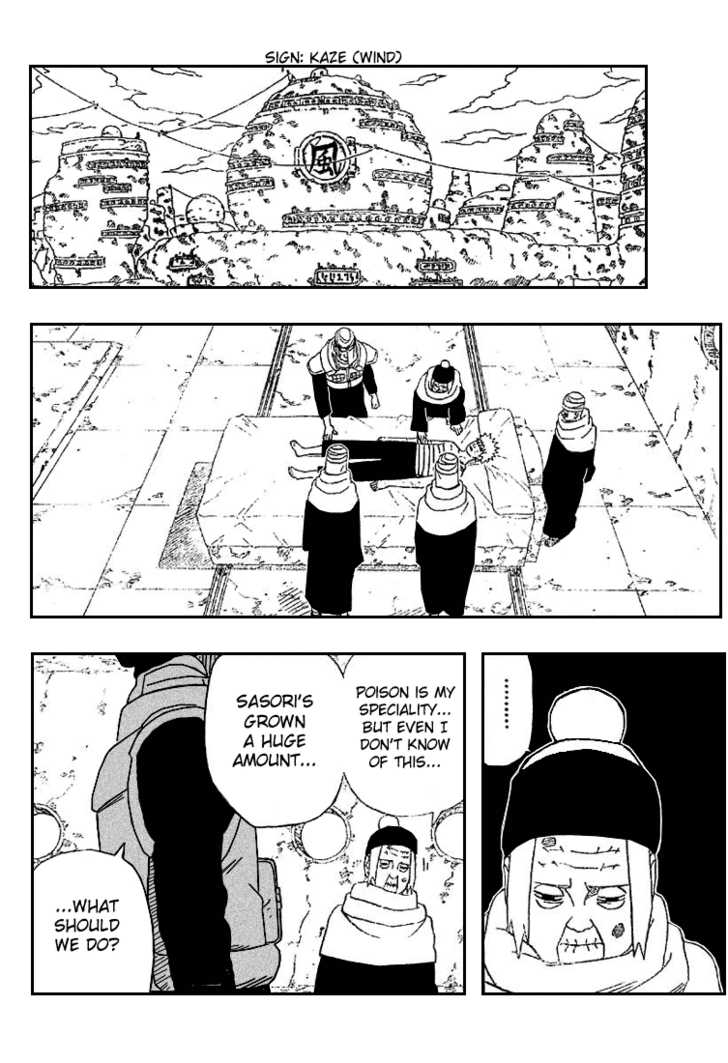 SIGN: KAZE (WIND)
風
POISON IS MY
SPECIALITY...
BUT EVEN I
DON'T KNOW
OF THIS...
SASORI'S
GROWN
A HUGE
AMOUNT...
...WHAT
SHOULD
WE DO?
.........